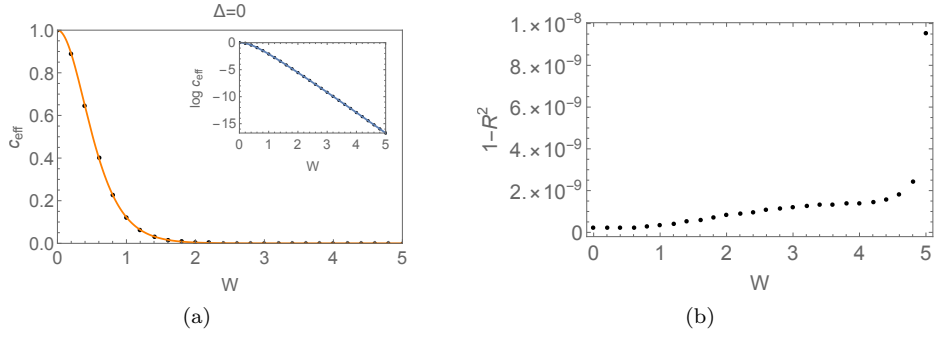 Δ=0
1.0
0.8
0.6
0.4
0.2
0.0
c_eff
0 1 2 3 4 5
W
0
−5
−10
−15
log c_eff
0 1 2 3 4 5
W
(a)
1.×10^-8
8.×10^-9
6.×10^-9
4.×10^-9
2.×10^-9
0
1−R^2
0 1 2 3 4 5
W
(b)